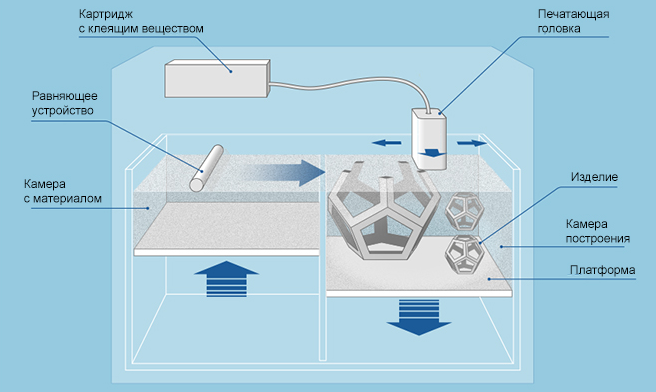 Картридж
с клеящим веществом
Печатающая
головка
Равняющее
устройство
Камера
с материалом
Изделие
Камера
построения
Платформа